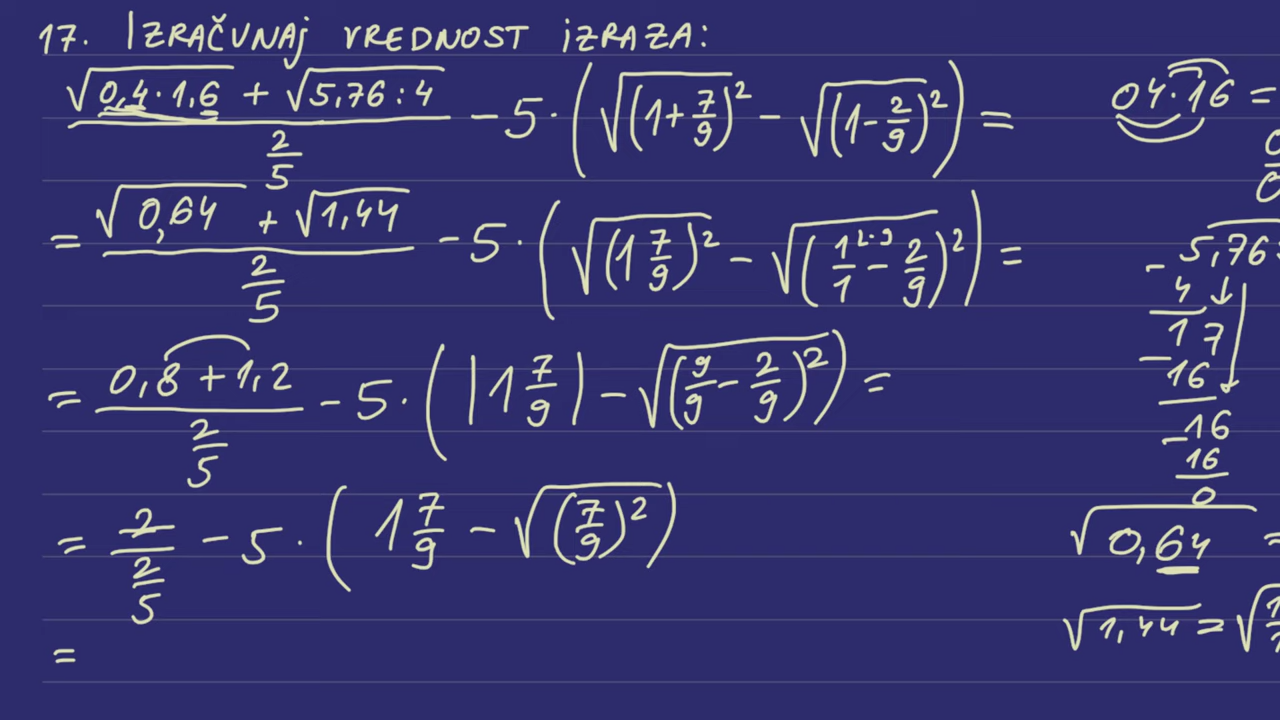 17. IZRAČUNAJ VREDNOST IZRAZA:
(√(0,4·1,6) + √(5,76:4))/(2/5) - 5·(√((1+7/9)²) - √((1-2/9)²)) =
= (√0,64 + √1,44)/(2/5) - 5·(√((1 7/9)²) - √((1/1 - 2/9)²)) =
= (0,8+1,2)/(2/5) - 5·(|1 7/9| - √((9/9 - 2/9)²)) =
= 2/(2/5) - 5·(1 7/9 - √((7/9)²))
=
04·16 =
5,76
- 4
17
- 16
- 16
16
0
√0,64 =
√1,44 = √